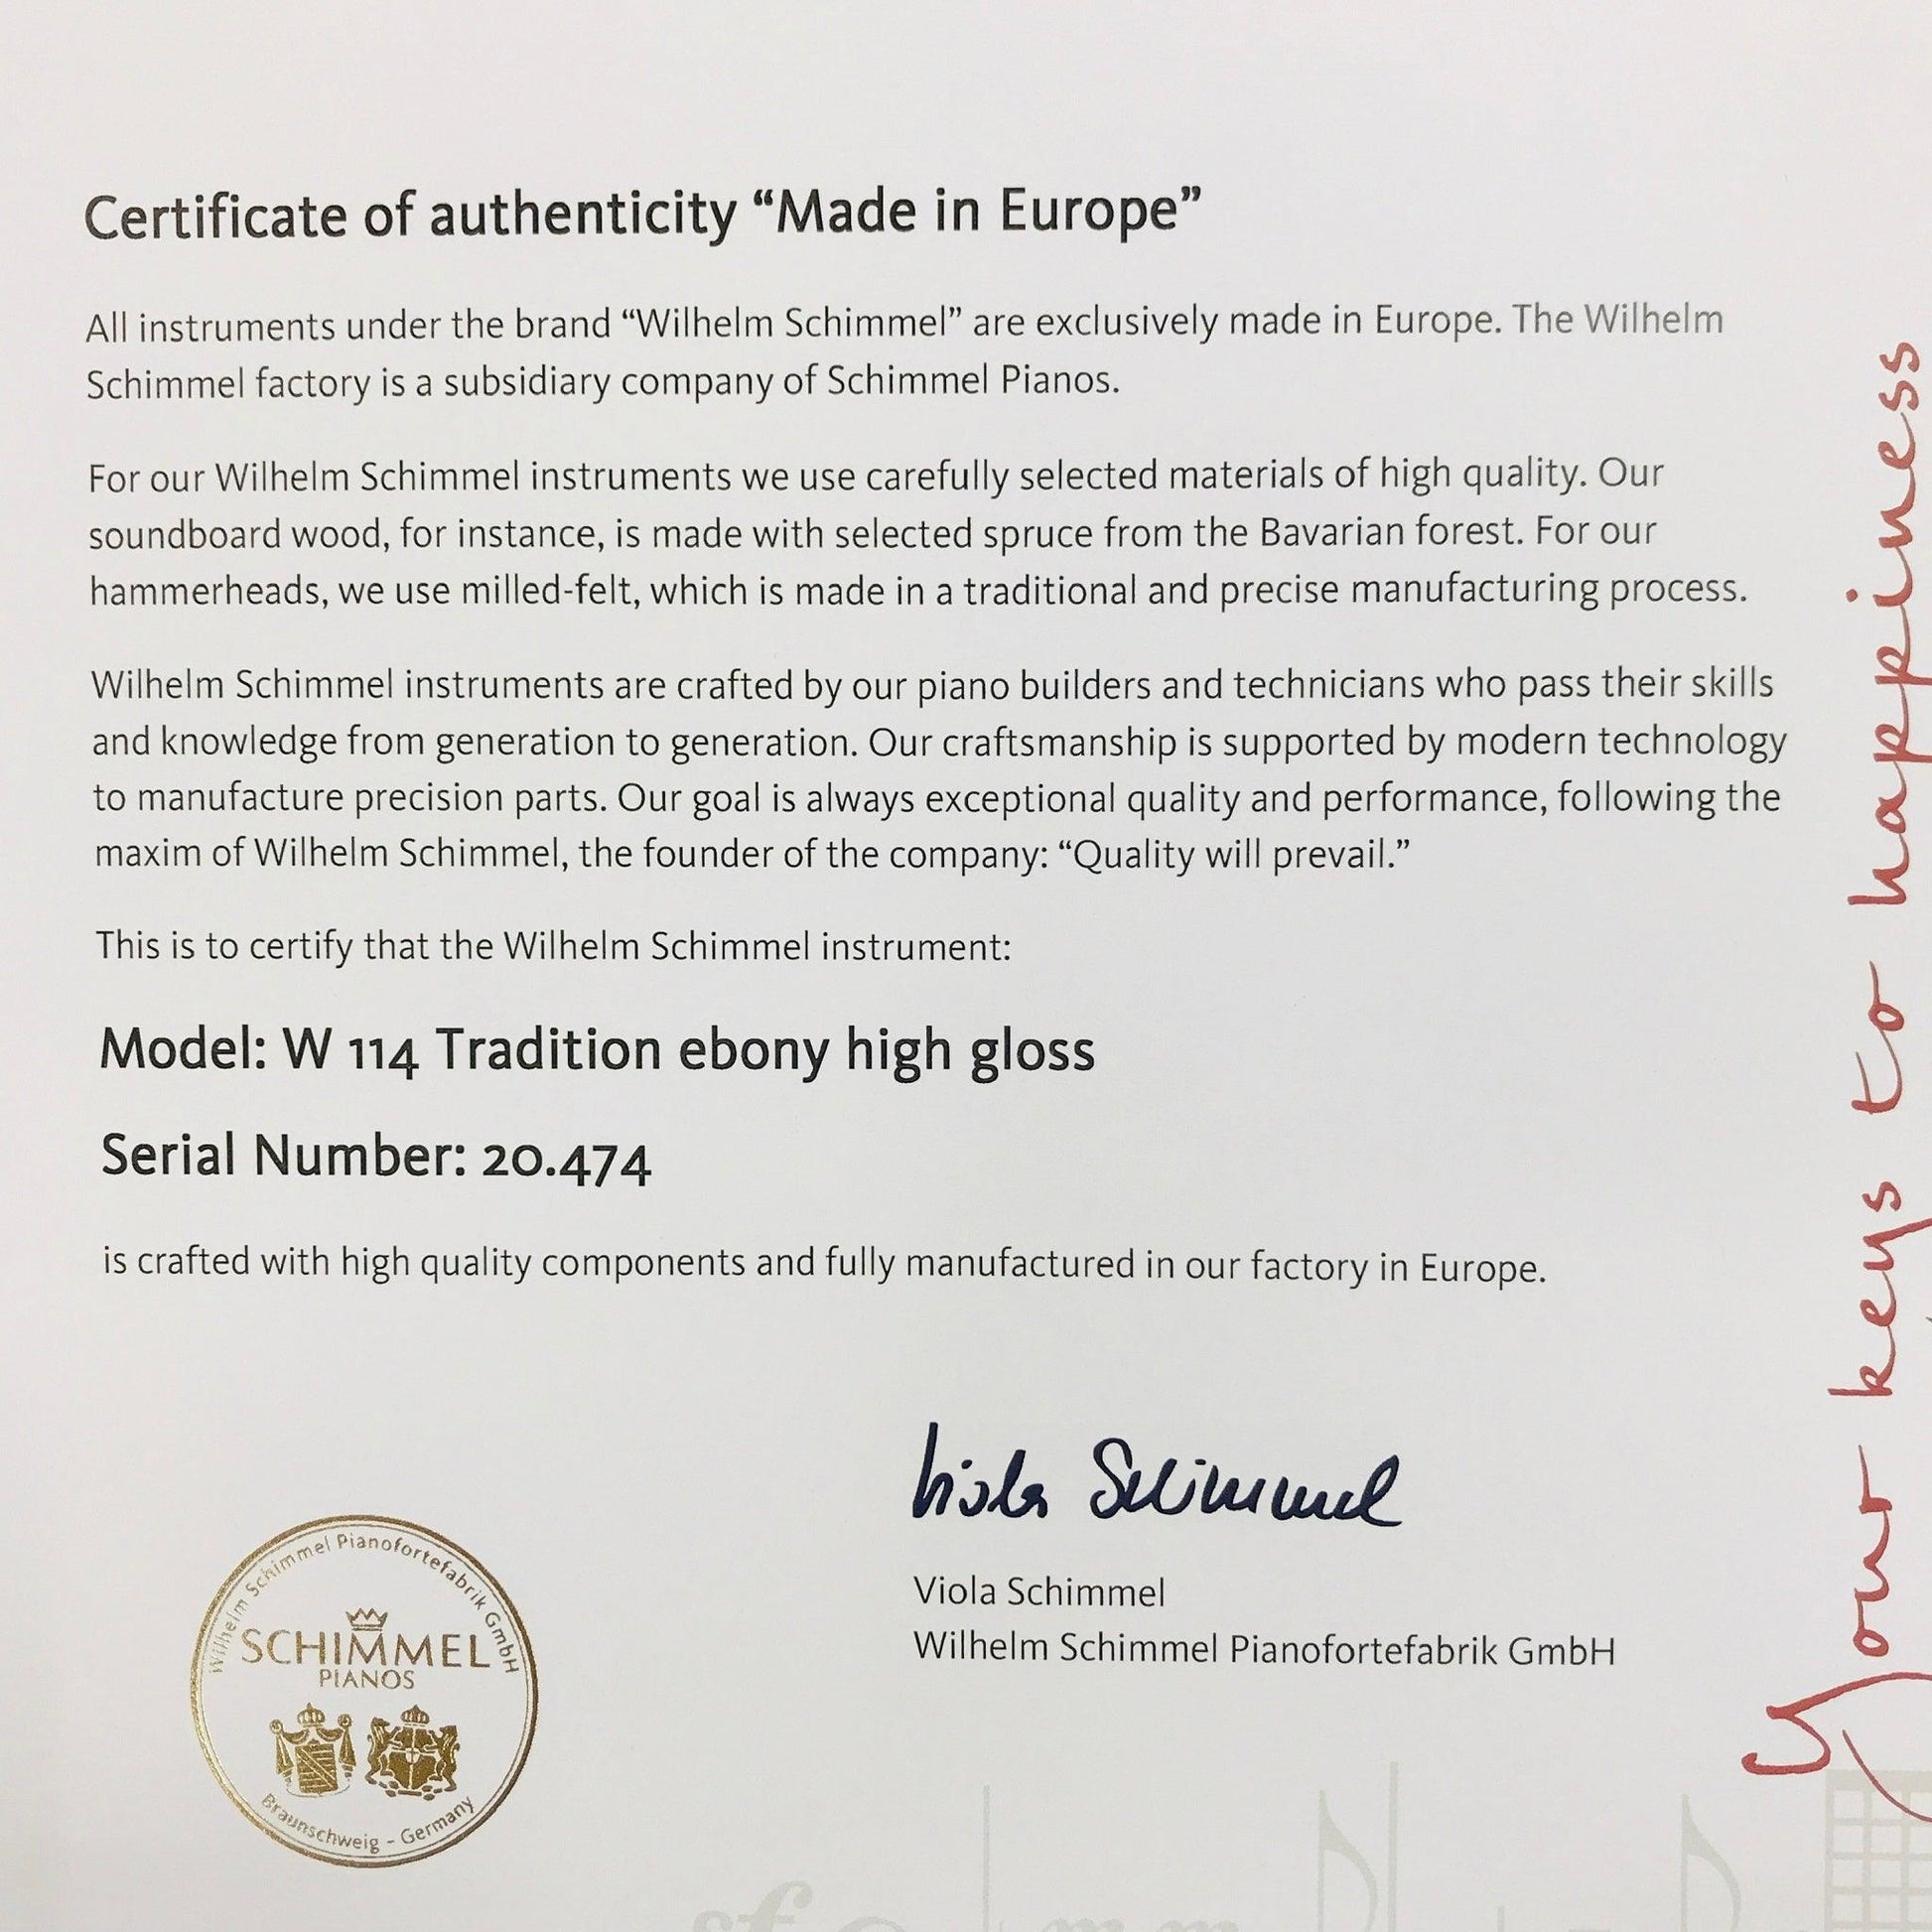 Certificate of authenticity “Made in Europe”
All instruments under the brand “Wilhelm Schimmel” are exclusively made in Europe. The Wilhelm
Schimmel factory is a subsidiary company of Schimmel Pianos.
For our Wilhelm Schimmel instruments we use carefully selected materials of high quality. Our
soundboard wood, for instance, is made with selected spruce from the Bavarian forest. For our
hammerheads, we use milled-felt, which is made in a traditional and precise manufacturing process.
Wilhelm Schimmel instruments are crafted by our piano builders and technicians who pass their skills
and knowledge from generation to generation. Our craftsmanship is supported by modern technology
to manufacture precision parts. Our goal is always exceptional quality and performance, following the
maxim of Wilhelm Schimmel, the founder of the company: “Quality will prevail.”
This is to certify that the Wilhelm Schimmel instrument:
Model: W 114 Tradition ebony high gloss
Serial Number: 20.474
is crafted with high quality components and fully manufactured in our factory in Europe.
Viola Schimmel
Viola Schimmel
Wilhelm Schimmel Pianofortefabrik GmbH
Wilhelm Schimmel Pianofortefabrik GmbH
SCHIMMEL
PIANOS
Braunschweig - Germany
Your keys to happiness